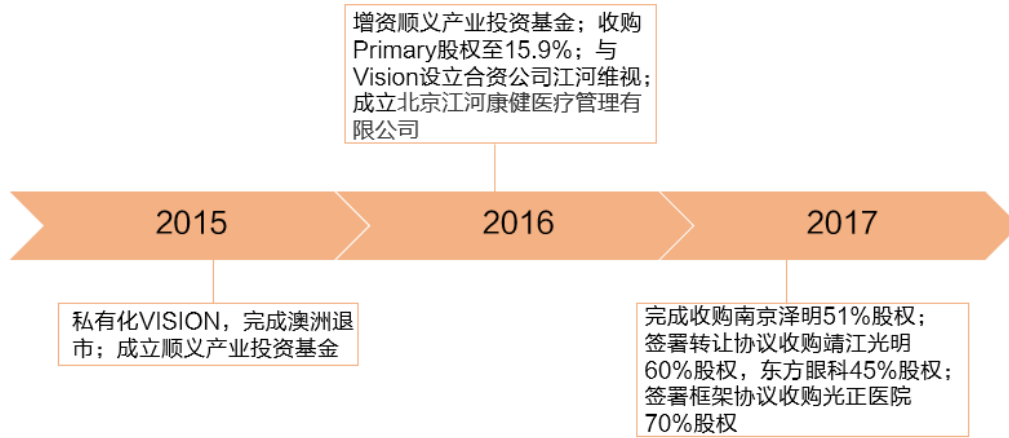 增资顺义产业投资基金；收购
Primary股权至15.9%；与
Vision设立合资公司江河维视；
成立北京江河康健医疗管理有
限公司
2015
2016
2017
私有化VISION，完成澳洲退
市；成立顺义产业投资基金
完成收购南京泽明51%股权；
签署转让协议收购靖江光明
60%股权，东方眼科45%股权；
签署框架协议收购光正医院
70%股权